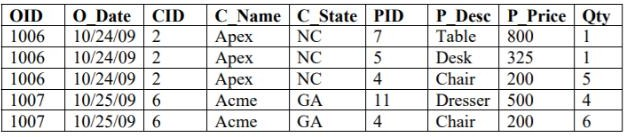 OID O_Date CID C_Name C_State PID P_Desc P_Price Qty
1006 10/24/09 2 Apex NC 7 Table 800 1
1006 10/24/09 2 Apex NC 5 Desk 325 1
1006 10/24/09 2 Apex NC 4 Chair 200 5
1007 10/25/09 6 Acme GA 11 Dresser 500 4
1007 10/25/09 6 Acme GA 4 Chair 200 6